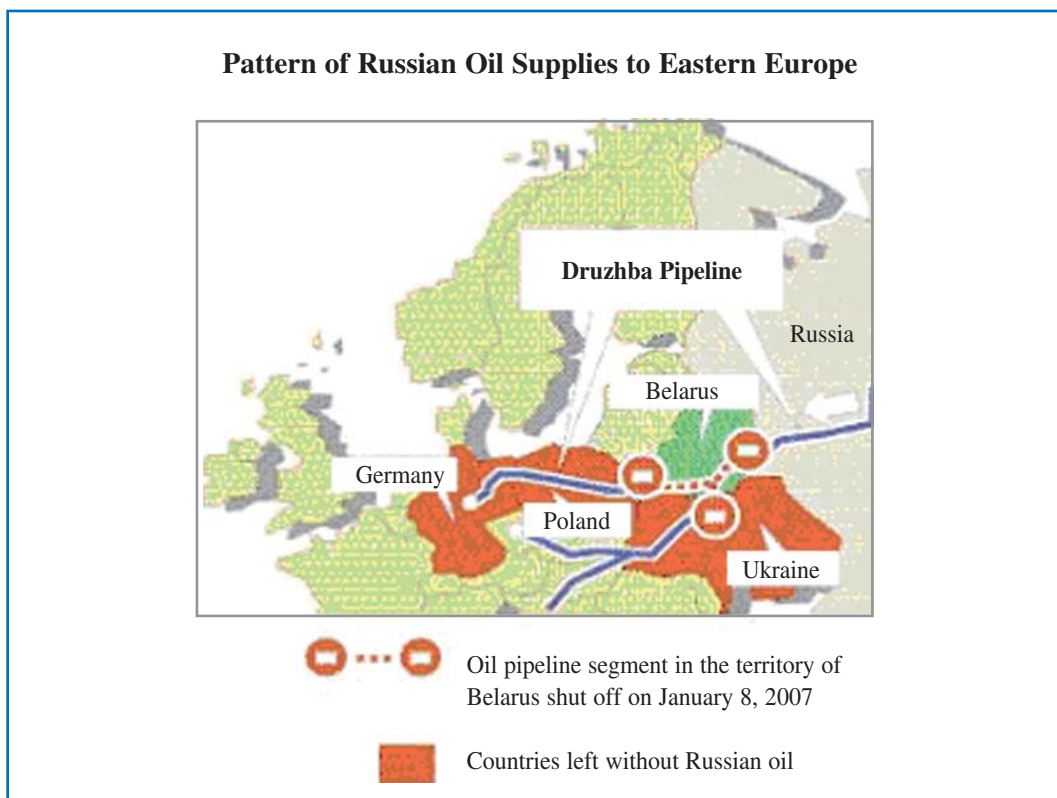 Pattern of Russian Oil Supplies to Eastern Europe
Druzhba Pipeline
Russia
Belarus
Germany
Poland
Ukraine
Oil pipeline segment in the territory of
Belarus shut off on January 8, 2007
Countries left without Russian oil